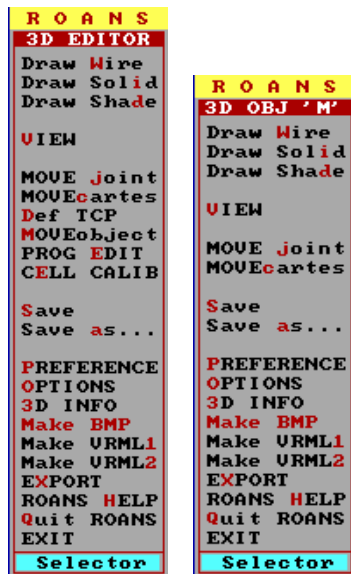 R O A N S
3D EDITOR
Draw Wire
Draw Solid
Draw Shade
VIEW
MOVE joint
MOVEcartes
Def TCP
MOVEobject
PROG EDIT
CELL CALIB
Save
Save as...
PREFERENCE
OPTIONS
3D INFO
Make BMP
Make VRML1
Make VRML2
EXPORT
ROANS HELP
Quit ROANS
EXIT
Selector
R O A N S
3D OBJ 'M'
Draw Wire
Draw Solid
Draw Shade
VIEW
MOVE joint
MOVEcartes
Save
Save as...
PREFERENCE
OPTIONS
3D INFO
Make BMP
Make VRML1
Make VRML2
EXPORT
ROANS HELP
Quit ROANS
EXIT
Selector